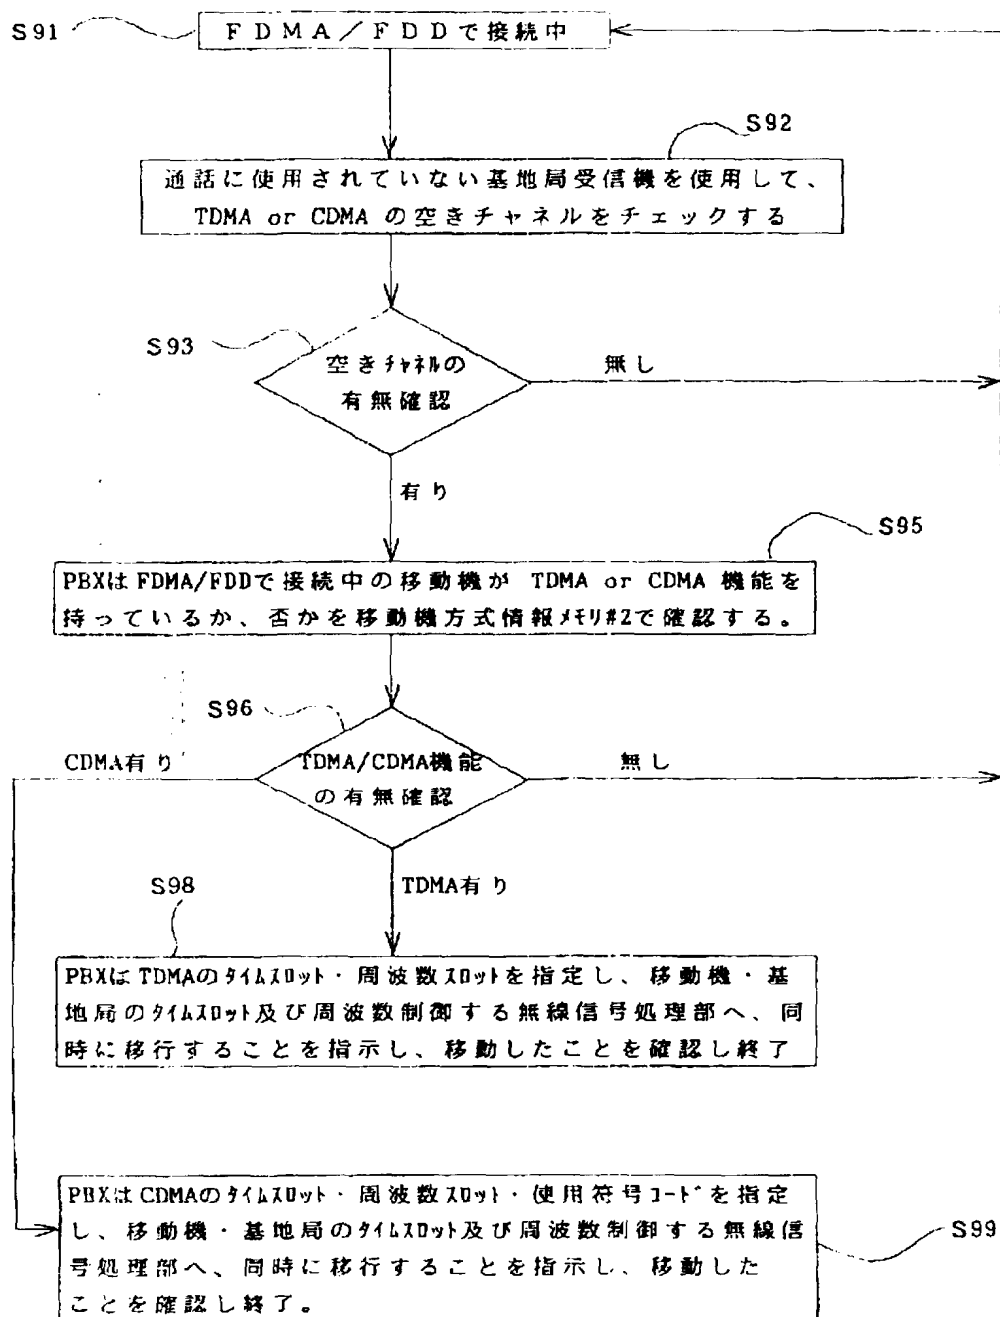 S91
FDMA／FDDで接続中
S92
通話に使用されていない基地局受信機を使用して、
TDMA or CDMA の空きチャネルをチェックする
S93
空きﾁｬﾈﾙの
有無確認
無し
有り
S95
PBXは FDMA/FDDで接続中の移動機が TDMA or CDMA 機能を
持っているか、否かを移動機方式情報ﾒﾓﾘ#2で確認する。
S96
CDMA有り
TDMA/CDMA機能
の有無確認
無し
S98
TDMA有り
PBXは TDMAのﾀｲﾑｽﾛｯﾄ・周波数ｽﾛｯﾄを指定し、移動機・基
地局のﾀｲﾑｽﾛｯﾄ及び周波数制御する無線信号処理部へ、同
時に移行することを指示し、移動したことを確認し終了
PBXは CDMAのﾀｲﾑｽﾛｯﾄ・周波数ｽﾛｯﾄ・使用符号ｺｰﾄﾞを指定
し、移動機・基地局のﾀｲﾑｽﾛｯﾄ及び周波数制御する無線信
号処理部へ、同時に移行することを指示し、移動した
ことを確認し終了。
S99